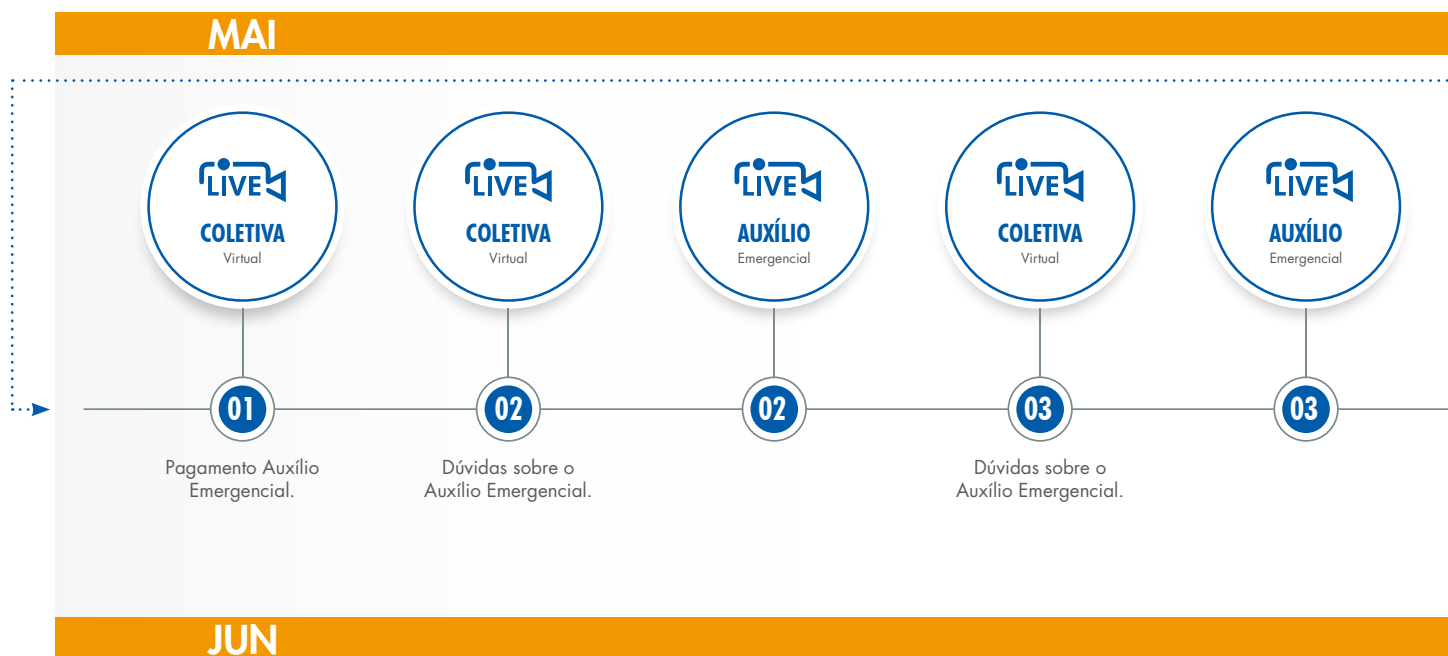 MAI
LIVE
COLETIVA
Virtual
01
Pagamento Auxílio
Emergencial.
LIVE
COLETIVA
Virtual
02
Dúvidas sobre o
Auxílio Emergencial.
LIVE
AUXÍLIO
Emergencial
02
LIVE
COLETIVA
Virtual
03
Dúvidas sobre o
Auxílio Emergencial.
LIVE
AUXÍLIO
Emergencial
03
JUN